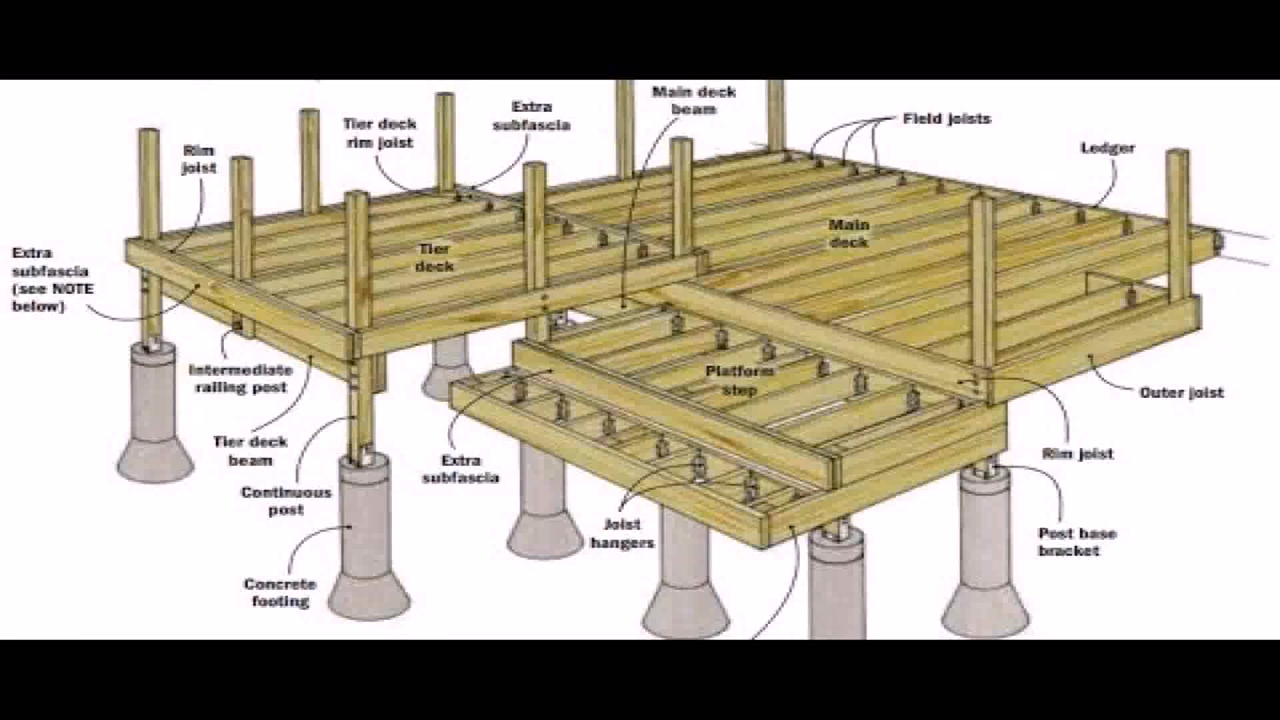 Main deck
beam
Extra
subfascia
Tier deck
rim joist
Field joists
Rim
joist
Ledger
Main
deck
Tier
deck
Extra
subfascia
(see NOTE
below)
Intermediate
railing post
Platform
step
Outer joist
Tier deck
beam
Extra
subfascia
Rim joist
Continuous
post
Joist
hangers
Post base
bracket
Concrete
footing